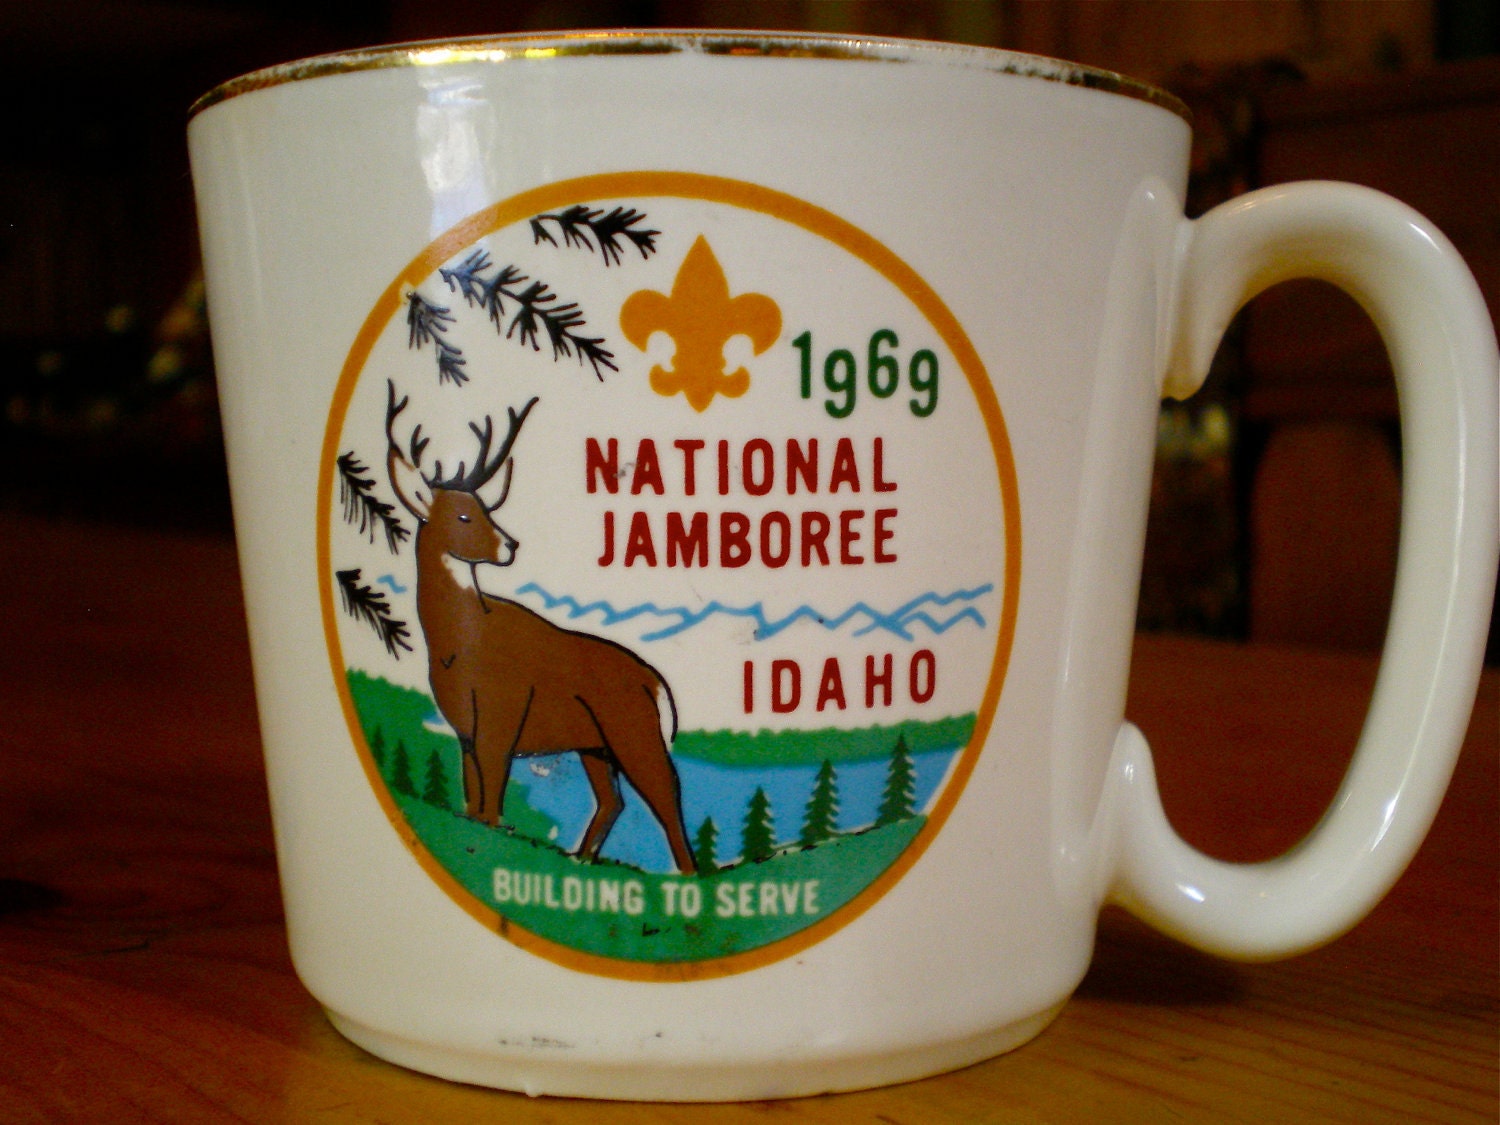 1969
NATIONAL
JAMBOREE
IDAHO
BUILDING TO SERVE